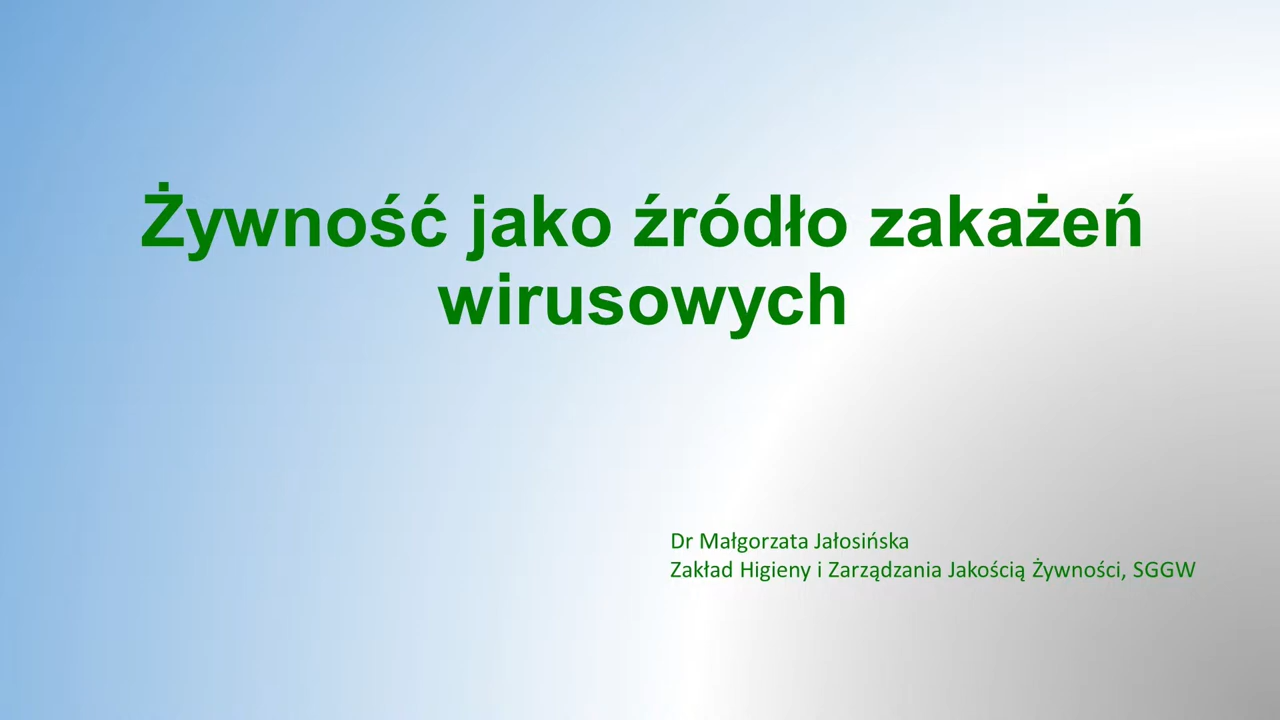 Żywność jako źródło zakażeń
wirusowych
Dr Małgorzata Jałosińska
Zakład Higieny i Zarządzania Jakością Żywności, SGGW